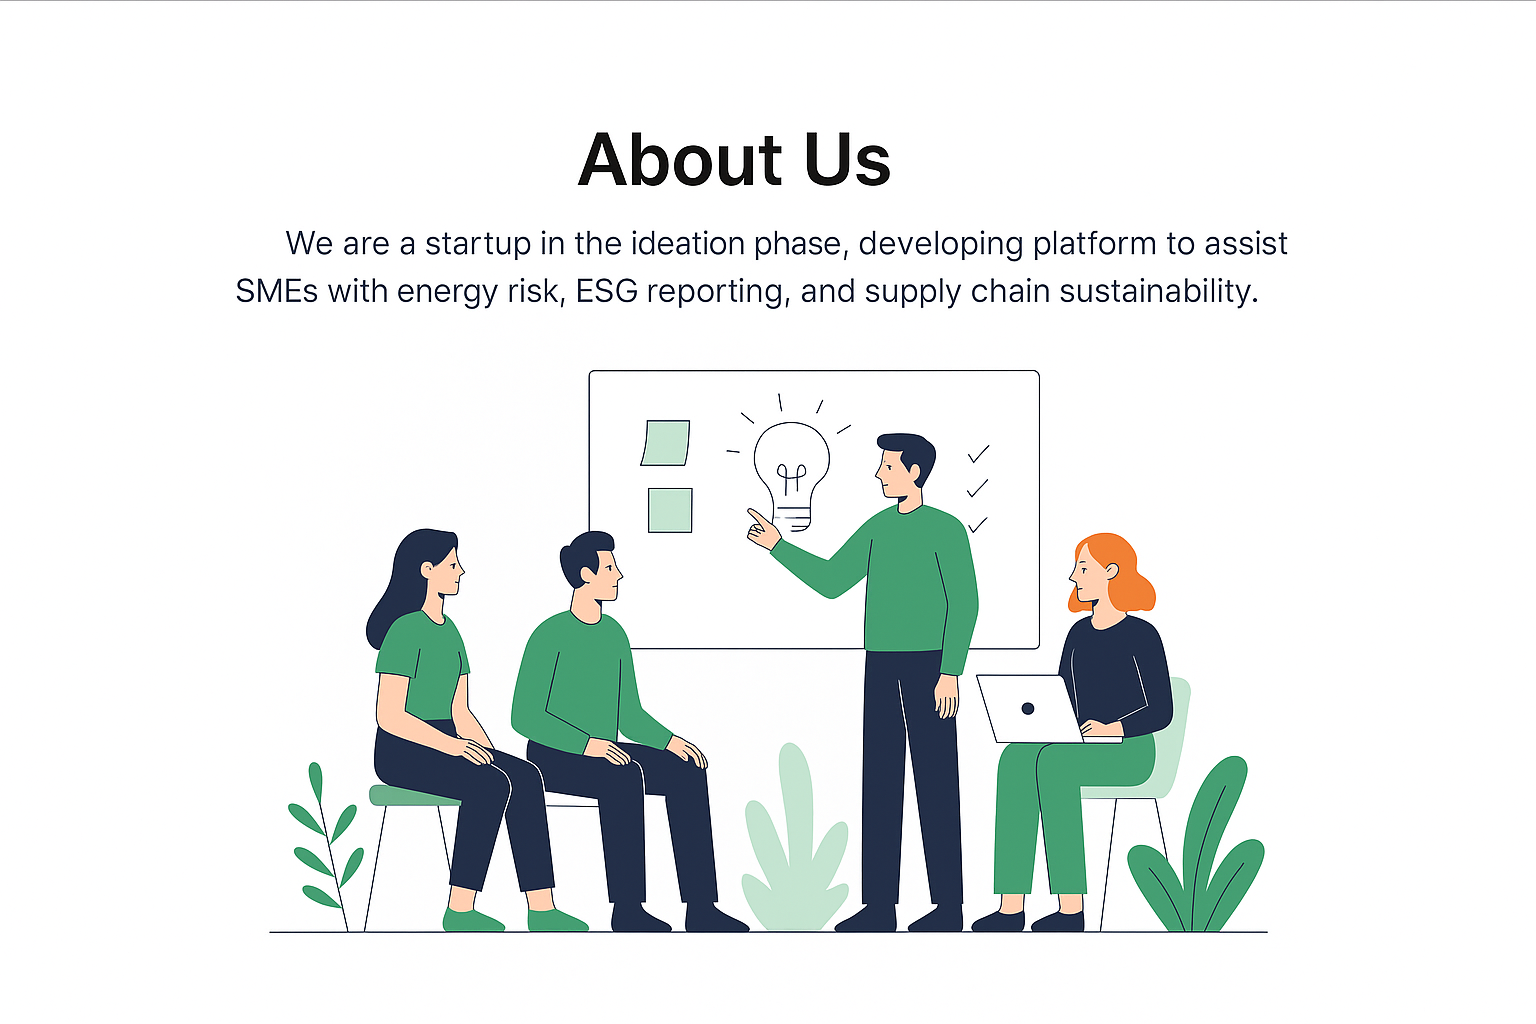 About Us
We are a startup in the ideation phase, developing platform to assist
SMEs with energy risk, ESG reporting, and supply chain sustainability.